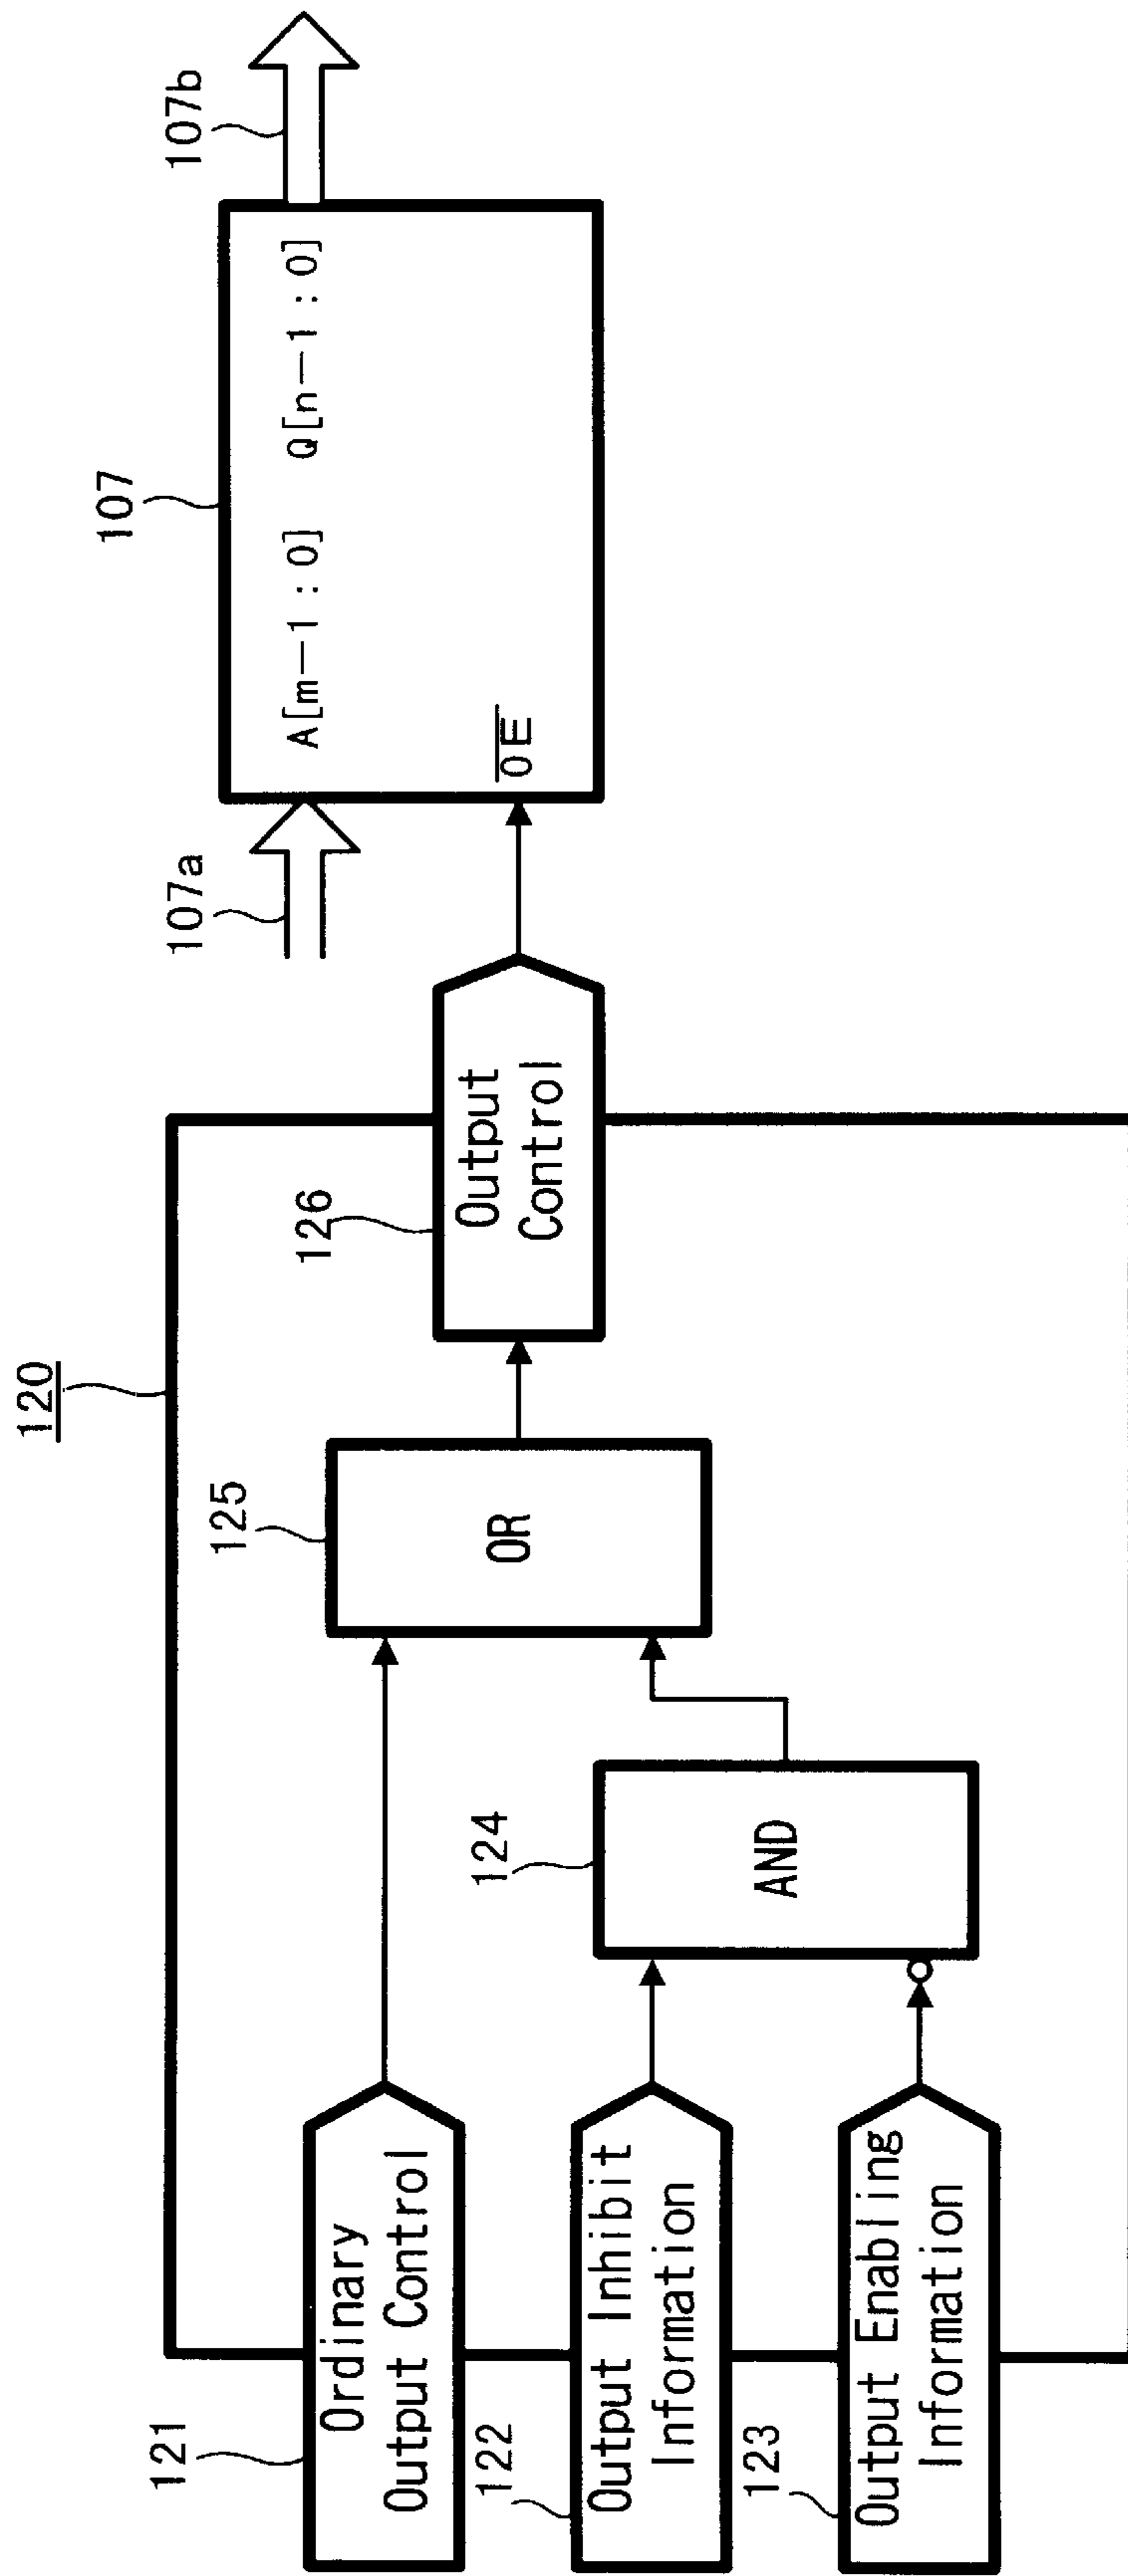 120
107
107a
107b
A[m—1:0] Q[n—1:0]
OE
121
Ordinary
Output Control
122
Output Inhibit
Information
123
Output Enabling
Information
124
AND
125
OR
126
Output
Control